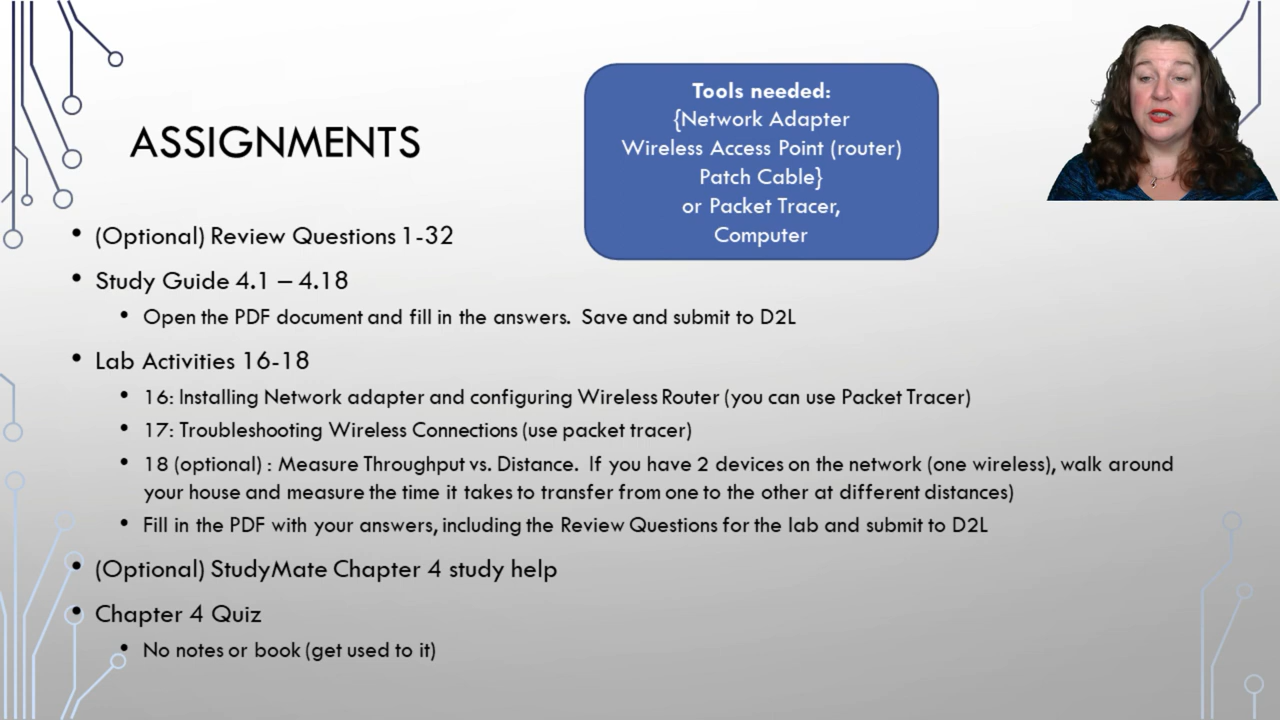 ASSIGNMENTS
Tools needed:
{Network Adapter
Wireless Access Point (router)
Patch Cable}
or Packet Tracer,
Computer
• (Optional) Review Questions 1-32
• Study Guide 4.1 – 4.18
• Open the PDF document and fill in the answers. Save and submit to D2L
• Lab Activities 16-18
• 16: Installing Network adapter and configuring Wireless Router (you can use Packet Tracer)
• 17: Troubleshooting Wireless Connections (use packet tracer)
• 18 (optional) : Measure Throughput vs. Distance. If you have 2 devices on the network (one wireless), walk around
your house and measure the time it takes to transfer from one to the other at different distances)
• Fill in the PDF with your answers, including the Review Questions for the lab and submit to D2L
• (Optional) StudyMate Chapter 4 study help
• Chapter 4 Quiz
• No notes or book (get used to it)